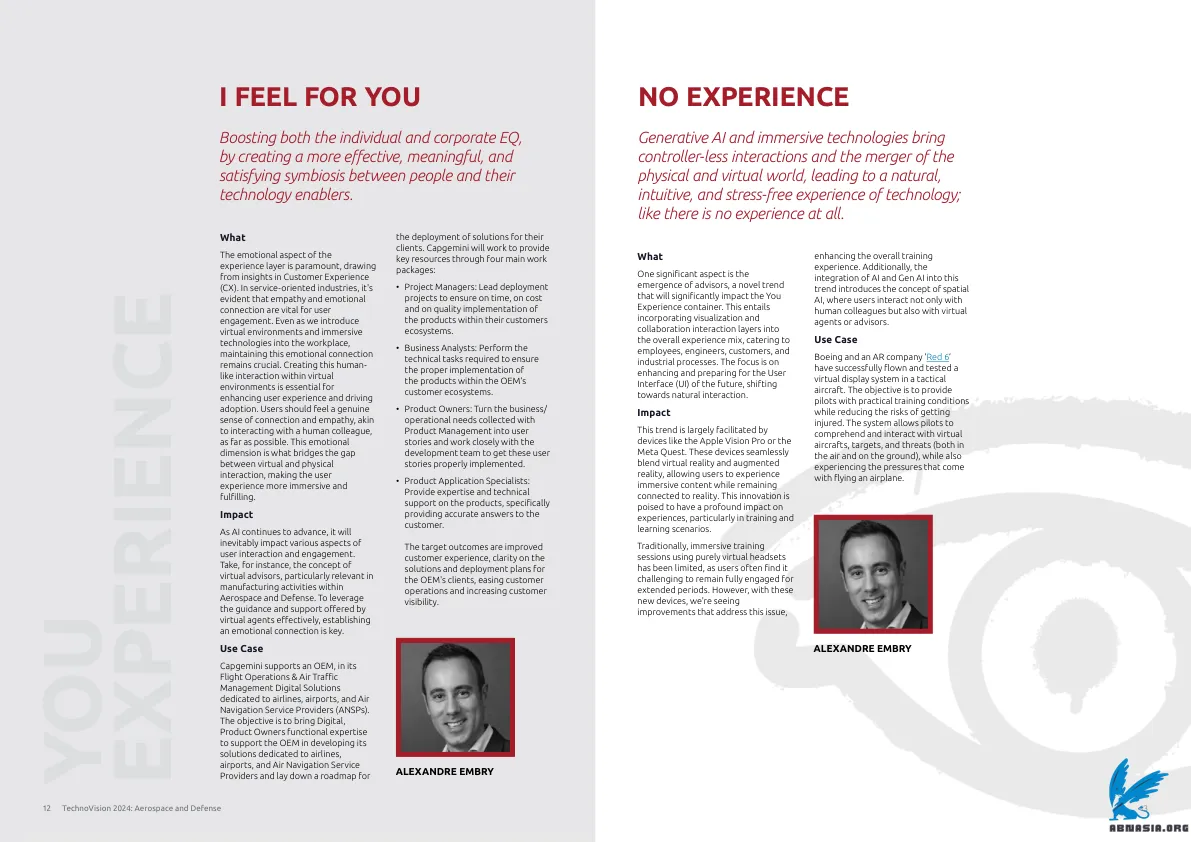 YOU
EXPERIENCE
I FEEL FOR YOU
Boosting both the individual and corporate EQ,
by creating a more effective, meaningful, and
satisfying symbiosis between people and their
technology enablers.
What
The emotional aspect of the
experience layer is paramount, drawing
from insights in Customer Experience
(CX). In service-oriented industries, it's
evident that empathy and emotional
connection are vital for user
engagement. Even as we introduce
virtual environments and immersive
technologies into the workplace,
maintaining this emotional connection
remains crucial. Creating this human-
like interaction within virtual
environments is essential for
enhancing user experience and driving
adoption. Users should feel a genuine
sense of connection and empathy, akin
to interacting with a human colleague,
as far as possible. This emotional
dimension is what bridges the gap
between virtual and physical
interaction, making the user
experience more immersive and
fulfilling.
Impact
As AI continues to advance, it will
inevitably impact various aspects of
user interaction and engagement.
Take, for instance, the concept of
virtual advisors, particularly relevant in
manufacturing activities within
Aerospace and Defense. To leverage
the guidance and support offered by
virtual agents effectively, establishing
an emotional connection is key.
Use Case
Capgemini supports an OEM, in its
Flight Operations & Air Traffic
Management Digital Solutions
dedicated to airlines, airports, and Air
Navigation Service Providers (ANSPs).
The objective is to bring Digital,
Product Owners functional expertise
to support the OEM in developing its
solutions dedicated to airlines,
airports, and Air Navigation Service
Providers and lay down a roadmap for
the deployment of solutions for their
clients. Capgemini will work to provide
key resources through four main work
packages:
• Project Managers: Lead deployment
projects to ensure on time, on cost
and on quality implementation of
the products within their customers
ecosystems.
• Business Analysts: Perform the
technical tasks required to ensure
the proper implementation of
the products within the OEM's
customer ecosystems.
• Product Owners: Turn the business/
operational needs collected with
Product Management into user
stories and work closely with the
development team to get these user
stories properly implemented.
• Product Application Specialists:
Provide expertise and technical
support on the products, specifically
providing accurate answers to the
customer.
The target outcomes are improved
customer experience, clarity on the
solutions and deployment plans for
the OEM's clients, easing customer
operations and increasing customer
visibility.
ALEXANDRE EMBRY
12 TechnoVision 2024: Aerospace and Defense
NO EXPERIENCE
Generative AI and immersive technologies bring
controller-less interactions and the merger of the
physical and virtual world, leading to a natural,
intuitive, and stress-free experience of technology;
like there is no experience at all.
What
One significant aspect is the
emergence of advisors, a novel trend
that will significantly impact the You
Experience container. This entails
incorporating visualization and
collaboration interaction layers into
the overall experience mix, catering to
employees, engineers, customers, and
industrial processes. The focus is on
enhancing and preparing for the User
Interface (UI) of the future, shifting
towards natural interaction.
Impact
This trend is largely facilitated by
devices like the Apple Vision Pro or the
Meta Quest. These devices seamlessly
blend virtual reality and augmented
reality, allowing users to experience
immersive content while remaining
connected to reality. This innovation is
poised to have a profound impact on
experiences, particularly in training and
learning scenarios.
Traditionally, immersive training
sessions using purely virtual headsets
has been limited, as users often find it
challenging to remain fully engaged for
extended periods. However, with these
new devices, we're seeing
improvements that address this issue,
enhancing the overall training
experience. Additionally, the
integration of AI and Gen AI into this
trend introduces the concept of spatial
AI, where users interact not only with
human colleagues but also with virtual
agents or advisors.
Use Case
Boeing and an AR company 'Red 6'
have successfully flown and tested a
virtual display system in a tactical
aircraft. The objective is to provide
pilots with practical training conditions
while reducing the risks of getting
injured. The system allows pilots to
comprehend and interact with virtual
aircrafts, targets, and threats (both in
the air and on the ground), while also
experiencing the pressures that come
with flying an airplane.
ALEXANDRE EMBRY
ABNASIA.ORG